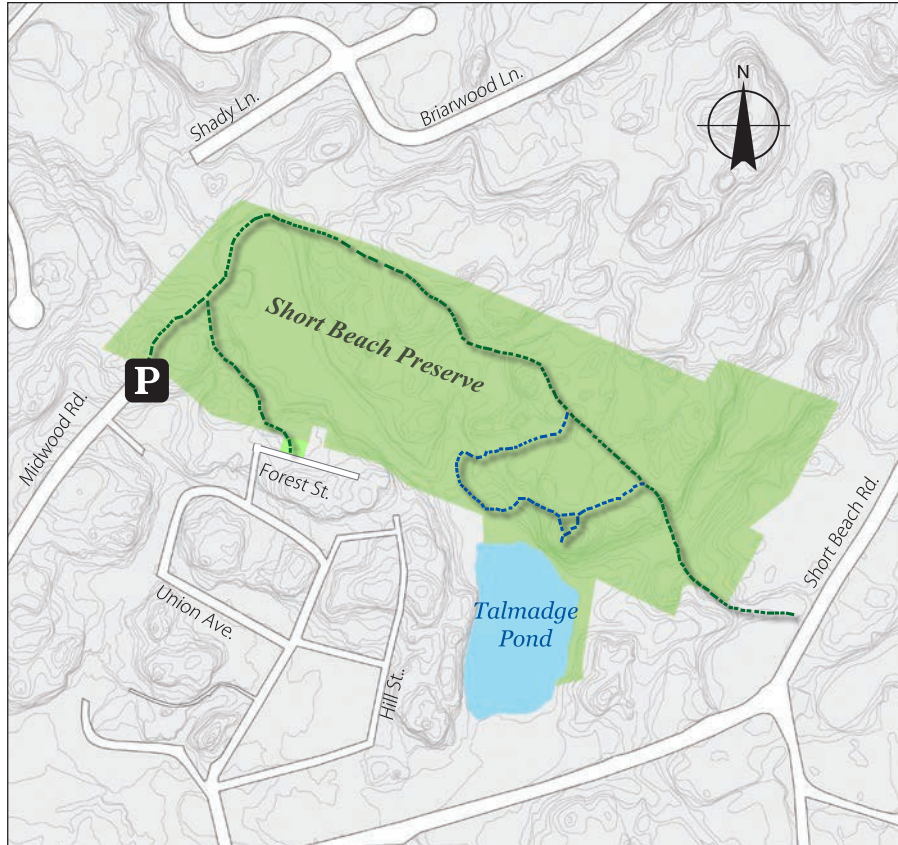 Shady Ln.
Briarwood Ln.
N
Short Beach Preserve
P
Midwood Rd.
Forest St.
Short Beach Rd.
Union Ave.
Talmadge
Pond
Hill St..